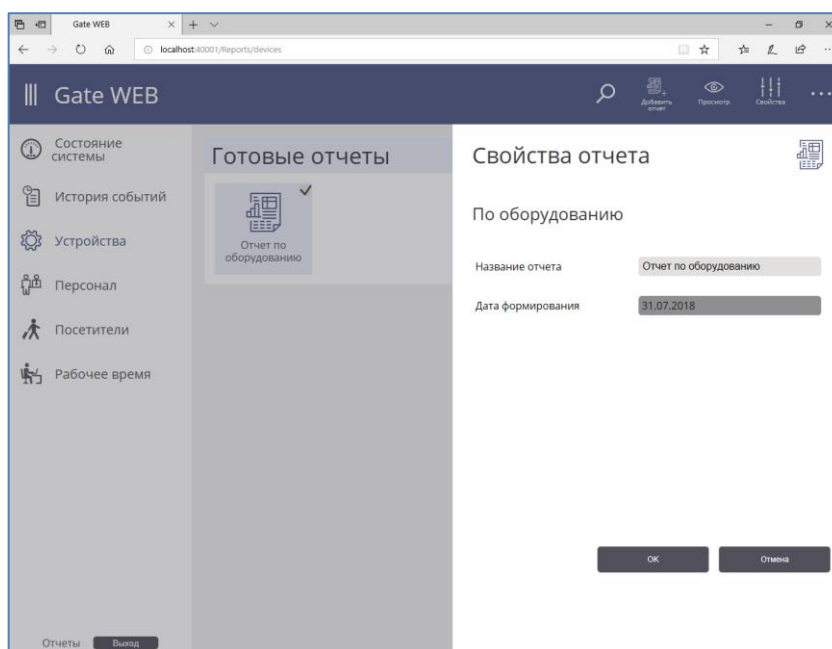 Gate WEB
localhost:40001/Reports/devices
Gate WEB
Добавить
отчет
Просмотр
Свойства
Состояние
системы
История событий
Устройства
Персонал
Посетители
Рабочее время
Отчеты
Выход
Готовые отчеты
Отчет по
оборудованию
Свойства отчета
По оборудованию
Название отчета
Отчет по оборудованию
Дата формирования
31.07.2018
ОК
Отмена